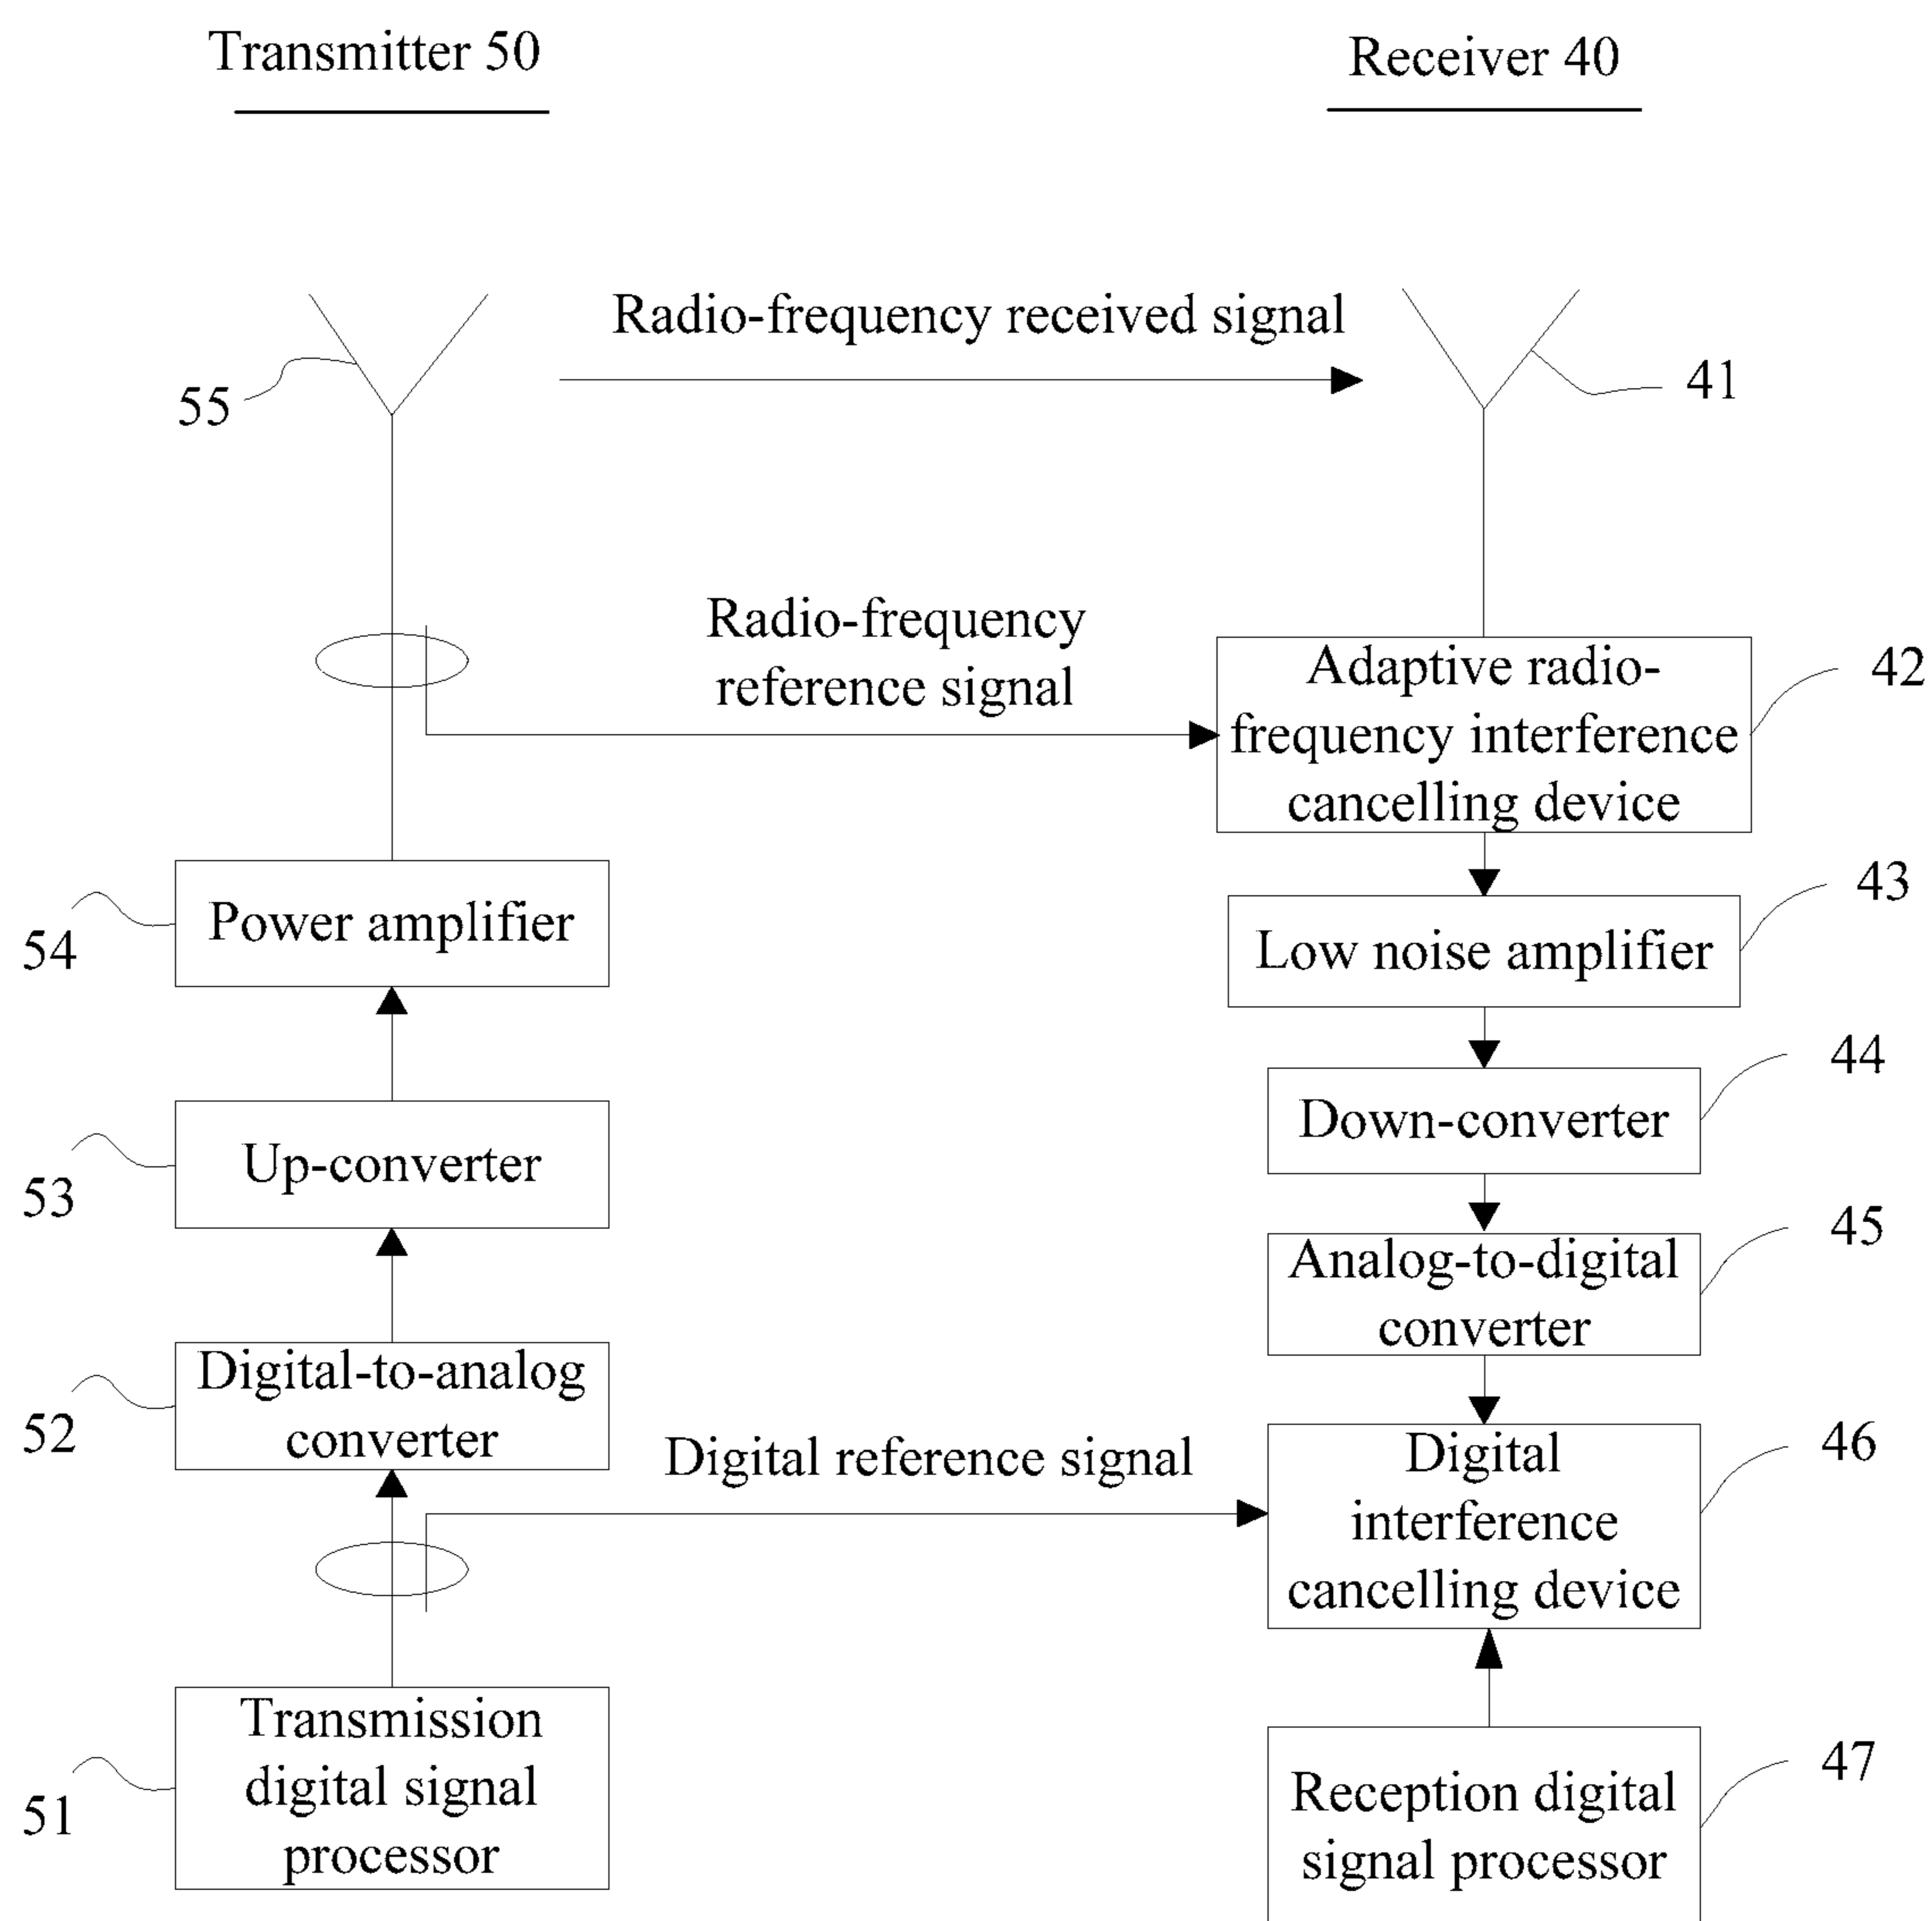 Transmitter 50
Receiver 40
Radio-frequency received signal
55
41
Radio-frequency
reference signal
Adaptive radio-
frequency interference
cancelling device
42
Power amplifier
54
Low noise amplifier
43
Down-converter
44
Up-converter
53
Analog-to-digital
converter
45
Digital-to-analog
converter
52
Digital reference signal
Digital
interference
cancelling device
46
Transmission
digital signal
processor
51
Reception digital
signal processor
47